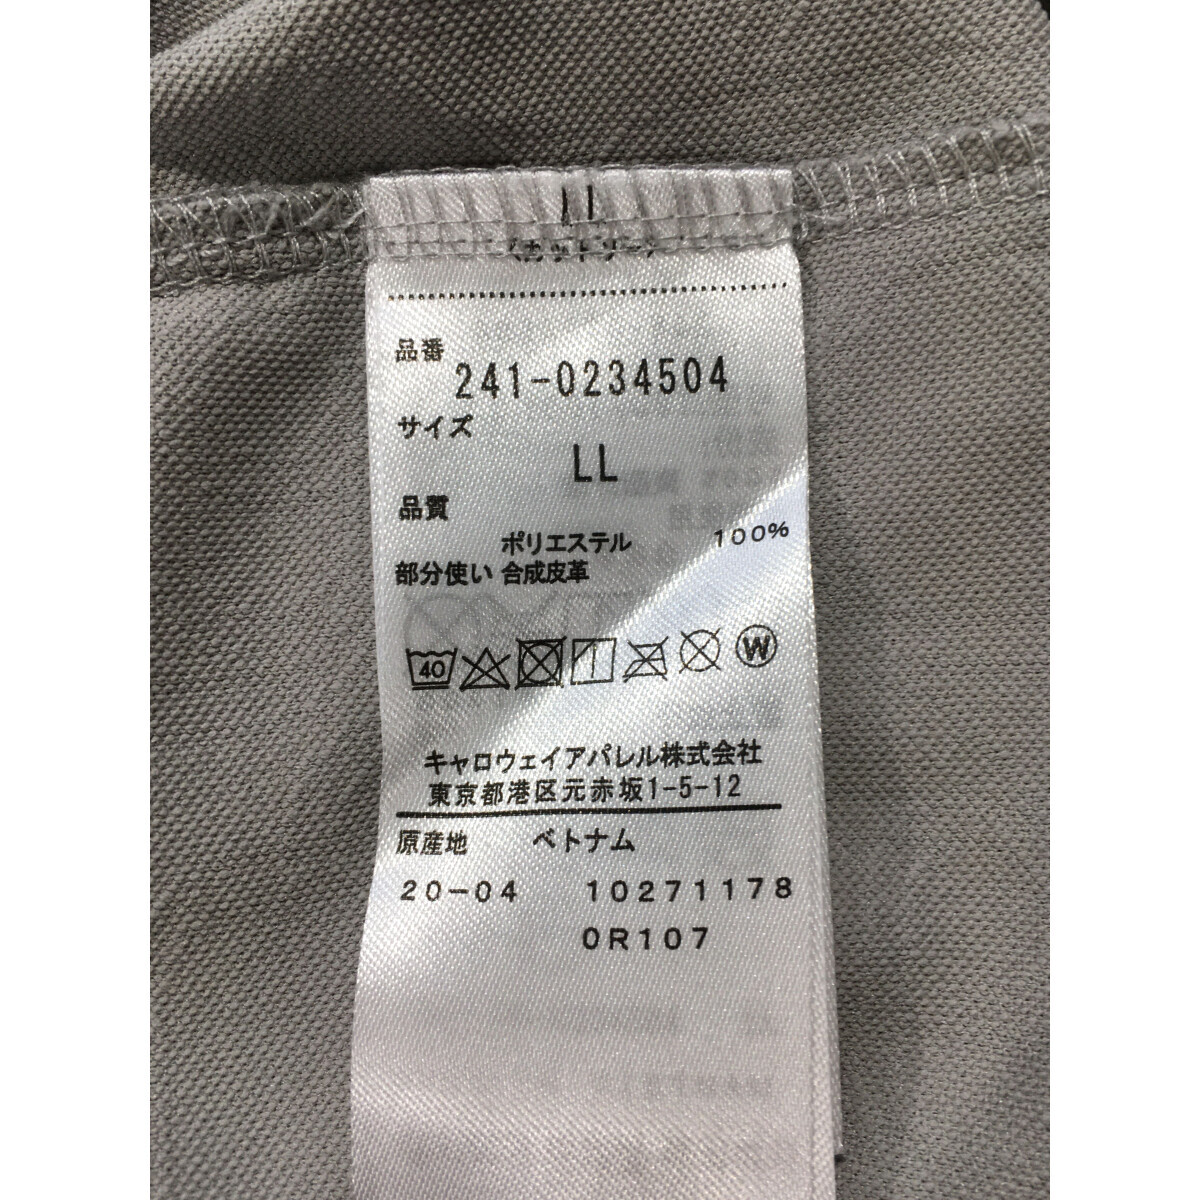 LL
品番
241-0234504
サイズ
LL
品質
ポリエステル 100%
部分使い 合成皮革
40 W
キャロウェイアパレル株式会社
東京都港区元赤坂1-5-12
原産地 ベトナム
20-04 10271178
0R107